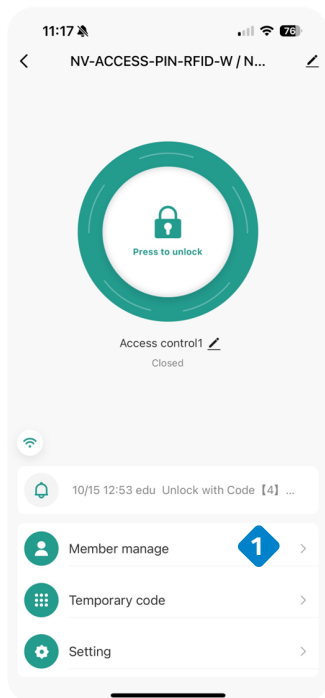 11:17
76
NV-ACCESS-PIN-RFID-W / N...
Press to unlock
Access control1
Closed
10/15 12:53 edu Unlock with Code【4】...
Member manage
1
Temporary code
Setting